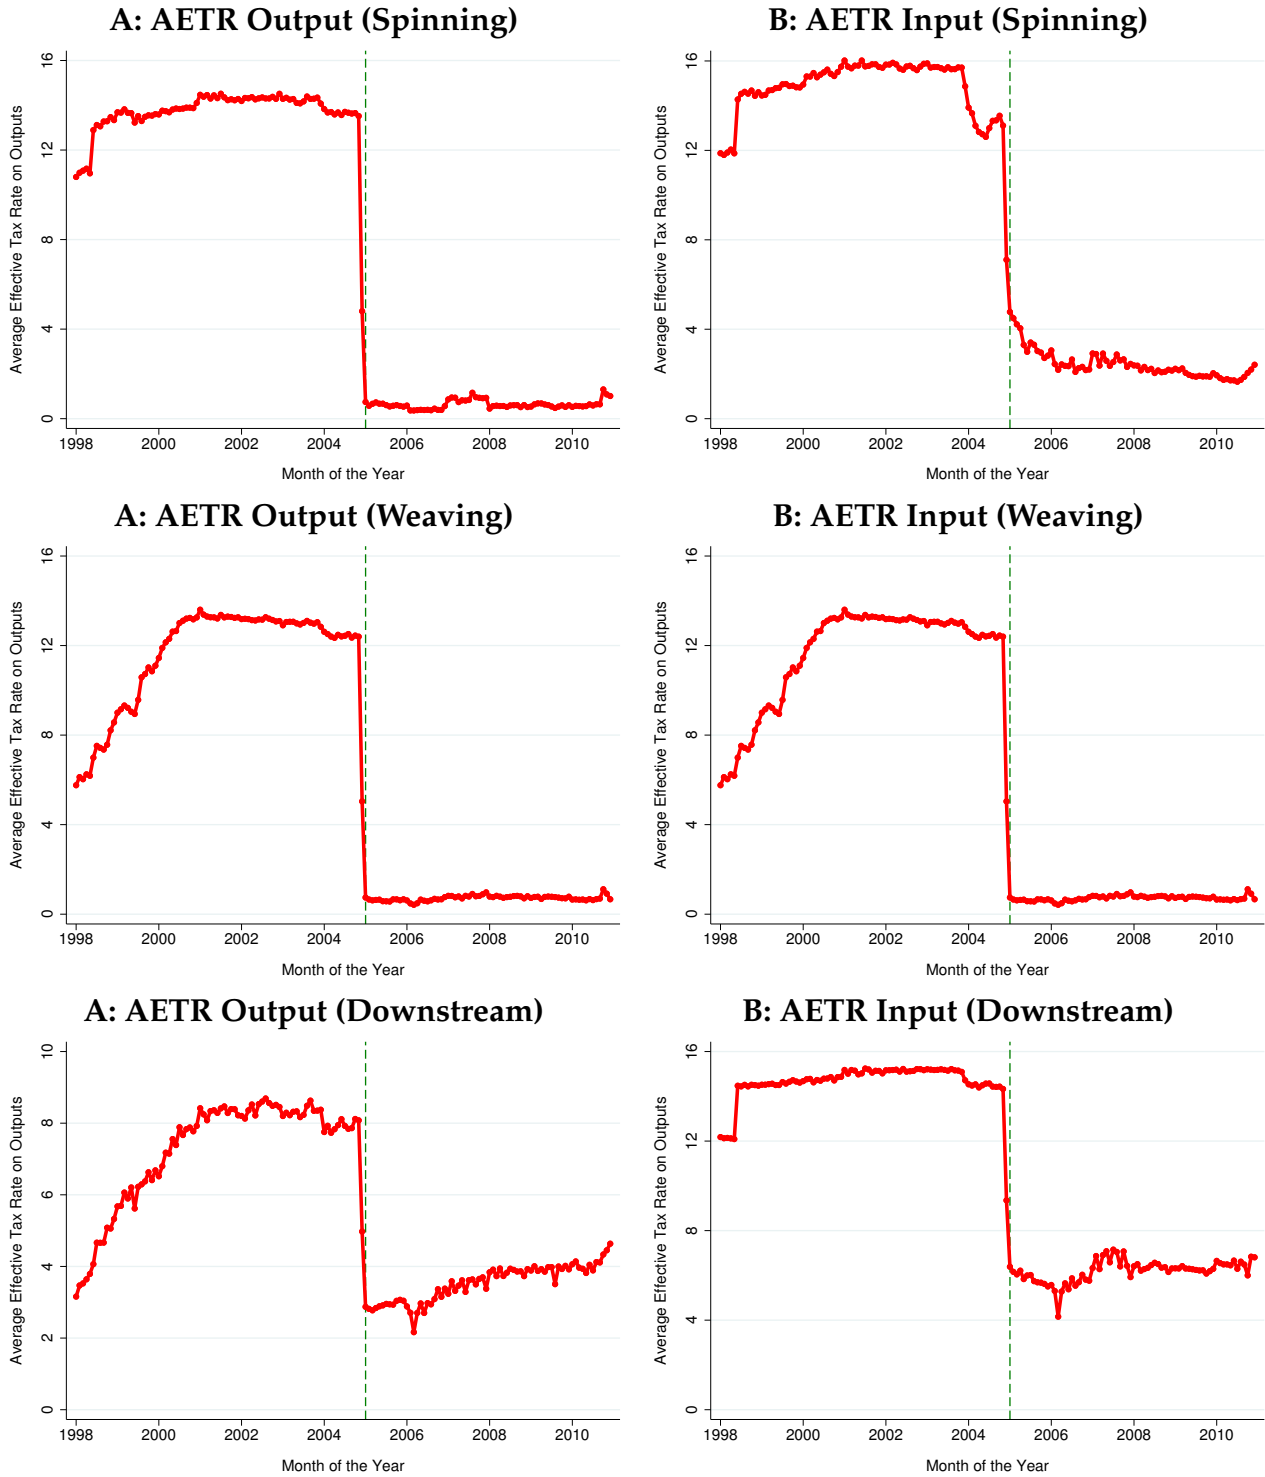 A: AETR Output (Spinning)
Average Effective Tax Rate on Outputs
16
12
8
4
0
1998 2000 2002 2004 2006 2008 2010
Month of the Year
B: AETR Input (Spinning)
Average Effective Tax Rate on Outputs
16
12
8
4
0
1998 2000 2002 2004 2006 2008 2010
Month of the Year
A: AETR Output (Weaving)
Average Effective Tax Rate on Outputs
16
12
8
4
0
1998 2000 2002 2004 2006 2008 2010
Month of the Year
B: AETR Input (Weaving)
Average Effective Tax Rate on Outputs
16
12
8
4
0
1998 2000 2002 2004 2006 2008 2010
Month of the Year
A: AETR Output (Downstream)
Average Effective Tax Rate on Outputs
10
8
6
4
2
0
1998 2000 2002 2004 2006 2008 2010
Month of the Year
B: AETR Input (Downstream)
Average Effective Tax Rate on Outputs
16
12
8
4
0
1998 2000 2002 2004 2006 2008 2010
Month of the Year